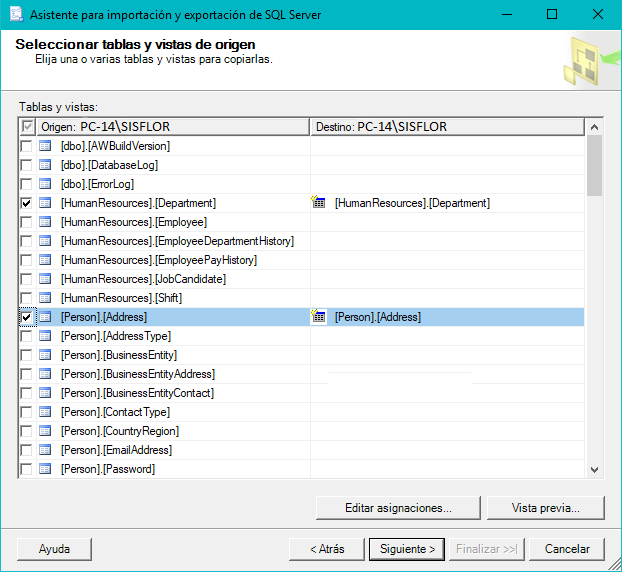 Asistente para importación y exportación de SQL Server
Seleccionar tablas y vistas de origen
Elija una o varias tablas y vistas para copiarlas.
Tablas y vistas:
Origen: PC-14\SISFLOR Destino: PC-14\SISFLOR
[dbo].[AWBuildVersion]
[dbo].[DatabaseLog]
[dbo].[ErrorLog]
[HumanResources].[Department] [HumanResources].[Department]
[HumanResources].[Employee]
[HumanResources].[EmployeeDepartmentHistory]
[HumanResources].[EmployeePayHistory]
[HumanResources].[JobCandidate]
[HumanResources].[Shift]
[Person].[Address] [Person].[Address]
[Person].[AddressType]
[Person].[BusinessEntity]
[Person].[BusinessEntityAddress]
[Person].[BusinessEntityContact]
[Person].[ContactType]
[Person].[CountryRegion]
[Person].[EmailAddress]
[Person].[Password]
Editar asignaciones... Vista previa...
Ayuda < Atrás Siguiente > Finalizar >>| Cancelar